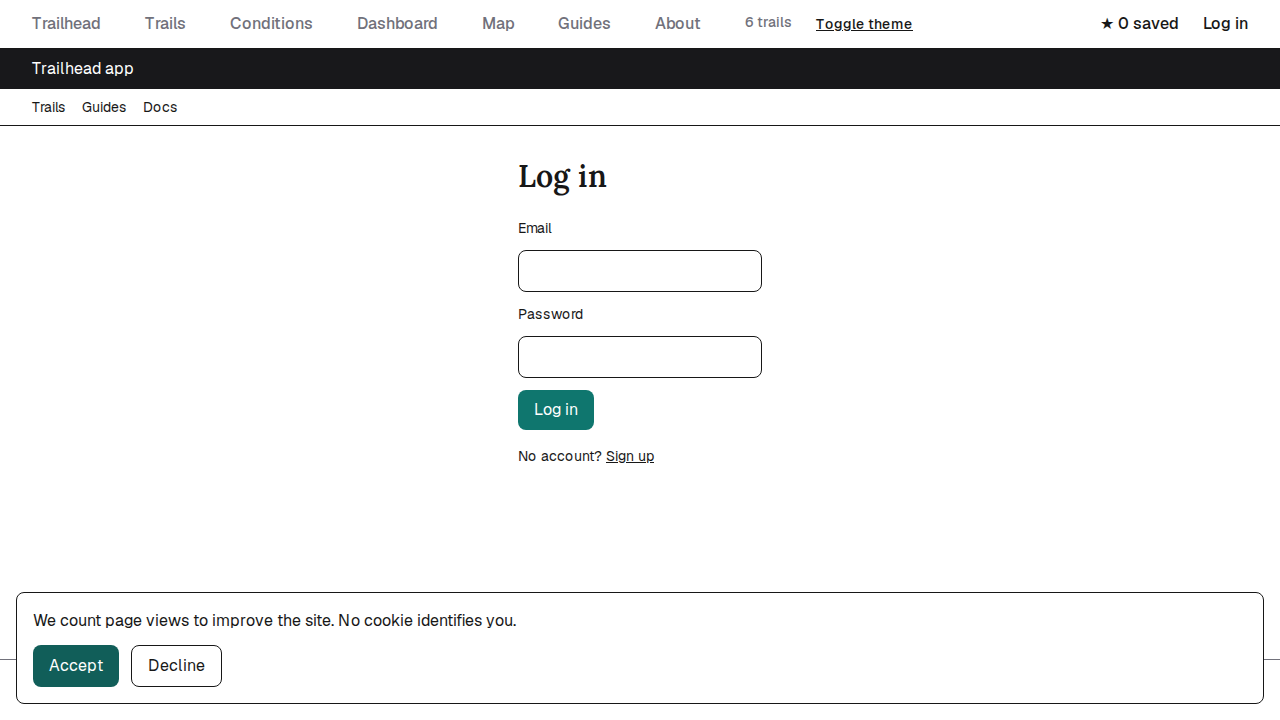 Trailhead Trails Conditions Dashboard Map Guides About 6 trails Toggle theme ★ 0 saved Log in
Trailhead app
Trails Guides Docs
Log in
Email
Password
Log in
No account? Sign up
We count page views to improve the site. No cookie identifies you.
Accept Decline